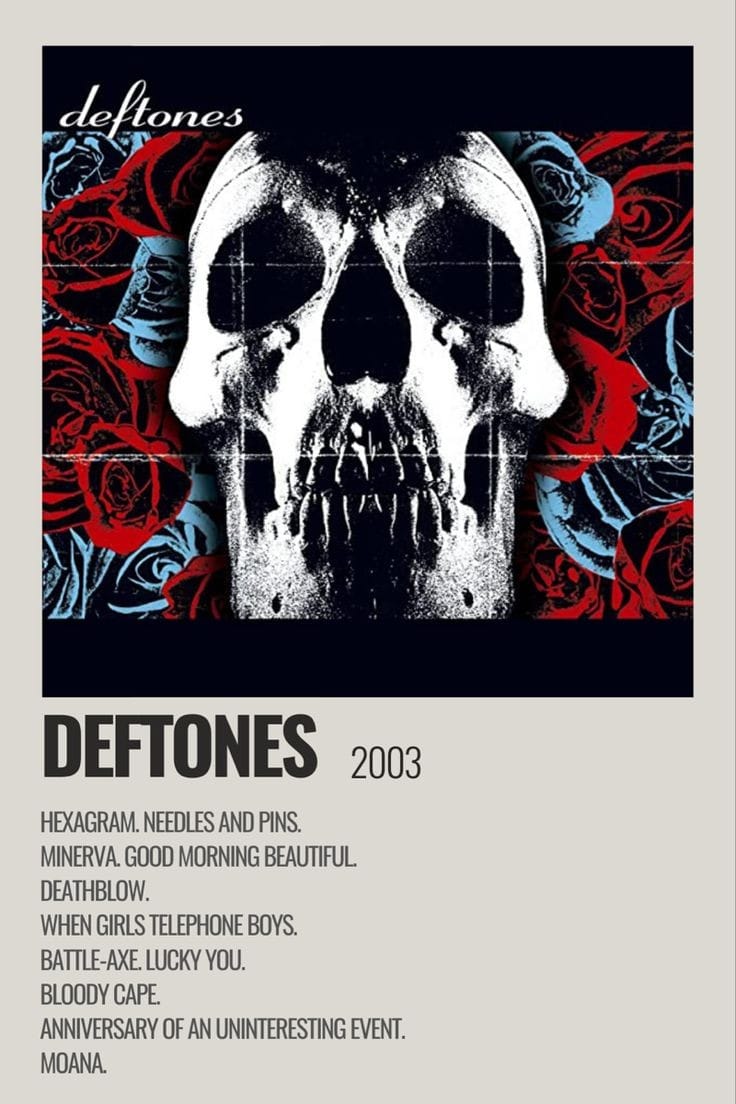 deftones
DEFTONES 2003
HEXAGRAM. NEEDLES AND PINS.
MINERVA. GOOD MORNING BEAUTIFUL.
DEATHBLOW.
WHEN GIRLS TELEPHONE BOYS.
BATTLE-AXE. LUCKY YOU.
BLOODY CAPE.
ANNIVERSARY OF AN UNINTERESTING EVENT.
MOANA.